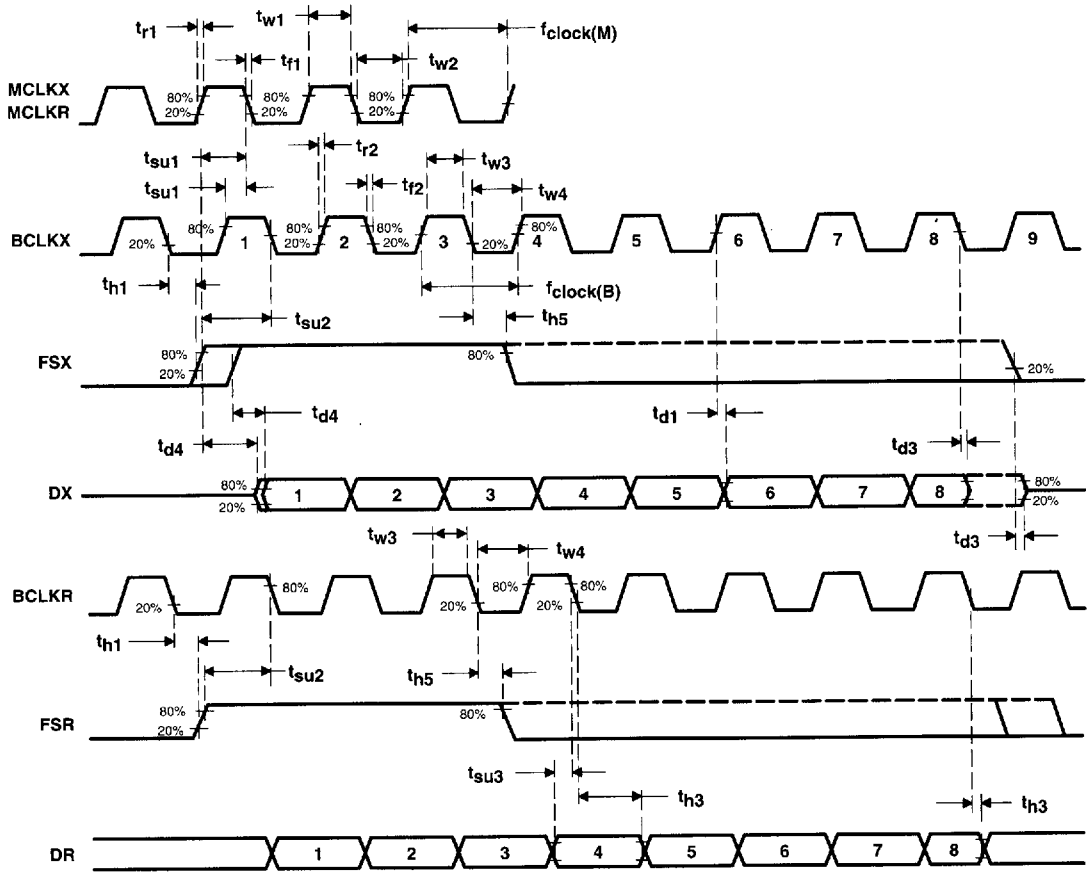 tr1 tw1 fclock(M)
tf1 tw2
MCLKX
MCLKR
80% 80% 80%
20% 20% 20%
tsu1 tr2 tw3
tsu1 tf2 tw4
BCLKX
20% 80% 1 80% 20% 2 80% 20% 80% 20% 3 20% 80% 4 5 6 7 8 9
th1 fclock(B)
tsu2 th5
FSX
80% 80%
20% 20%
td4 td1
td4 td3
DX
80% 80%
20% 1 2 3 4 5 6 7 8 20%
tw3 tw4 td3
BCLKR
20% 80% 20% 80% 20% 80%
th1 tsu2 th5
FSR
80% 80%
20%
tsu3
th3 th3
DR 1 2 3 4 5 6 7 8